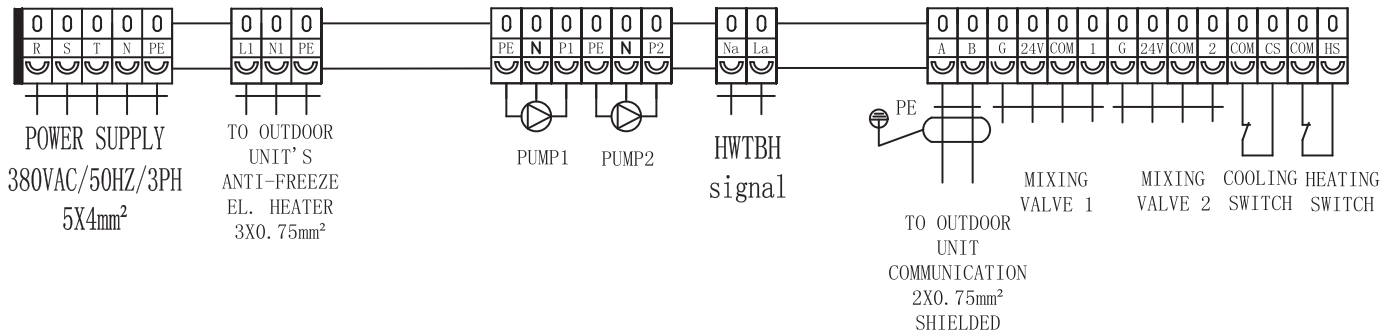 0 0 0 0 0 0 0 0 0 0 0 0 0 0 0 0 0 0 0 0 0 0 0 0 0 0 0 0 0 0
R S T N PE L1 N1 PE PE N P1 PE N P2 Na La A B G 24V COM 1 G 24V COM 2 COM CS COM HS
POWER SUPPLY
380VAC/50HZ/3PH
5X4mm²
TO OUTDOOR
UNIT'S
ANTI-FREEZE
EL. HEATER
3X0.75mm²
PUMP1
PUMP2
HWTBH
signal
PE
TO OUTDOOR
UNIT
COMMUNICATION
2X0.75mm²
SHIELDED
MIXING
VALVE 1
MIXING
VALVE 2
COOLING
SWITCH
HEATING
SWITCH